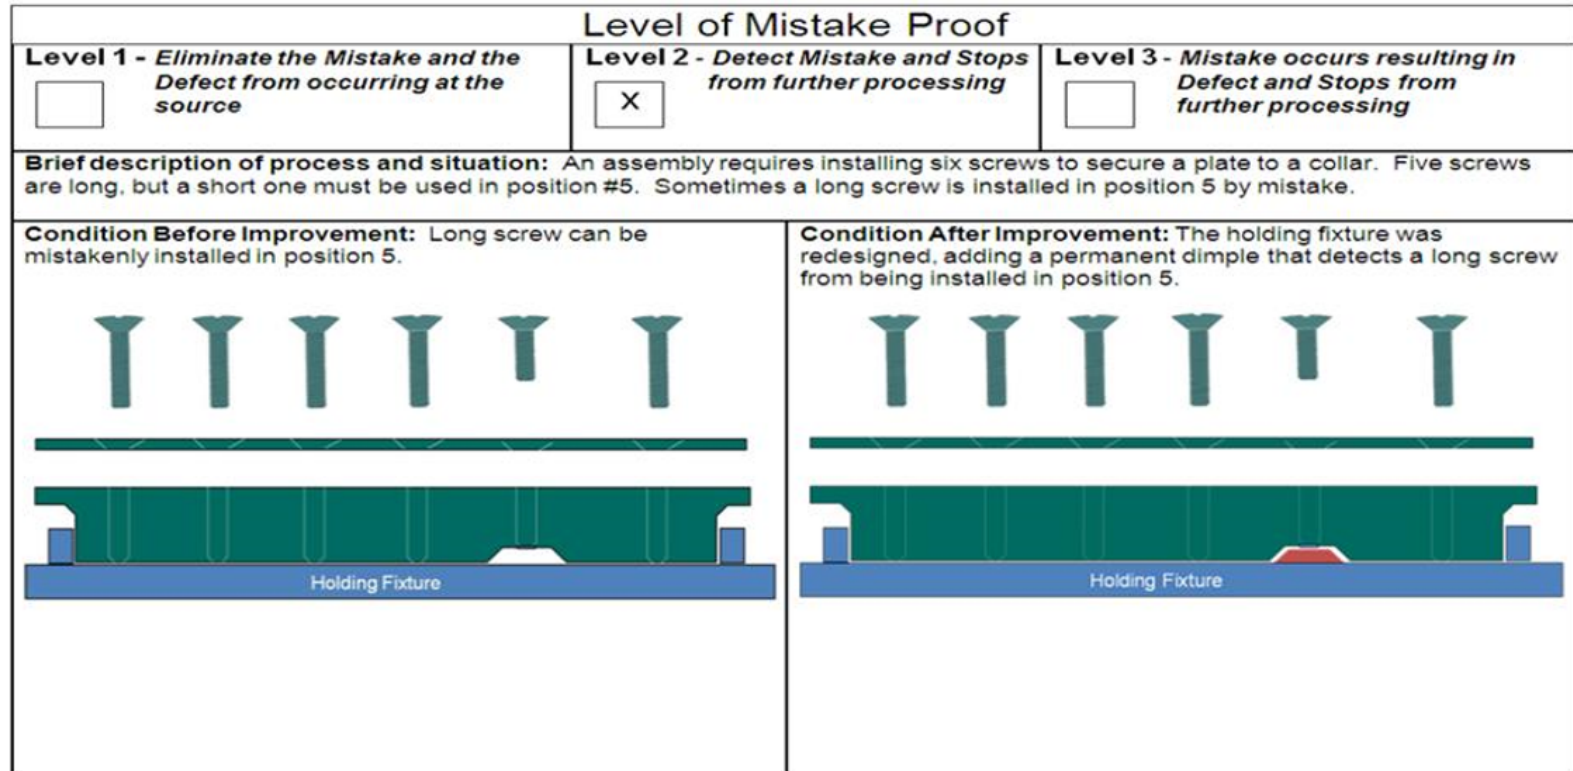 Level of Mistake Proof
Level 1 - Eliminate the Mistake and the
Defect from occurring at the
source
Level 2 - Detect Mistake and Stops
from further processing
X
Level 3 - Mistake occurs resulting in
Defect and Stops from
further processing
Brief description of process and situation: An assembly requires installing six screws to secure a plate to a collar. Five screws
are long, but a short one must be used in position #5. Sometimes a long screw is installed in position 5 by mistake.
Condition Before Improvement: Long screw can be
mistakenly installed in position 5.
Holding Fixture
Condition After Improvement: The holding fixture was
redesigned, adding a permanent dimple that detects a long screw
from being installed in position 5.
Holding Fixture